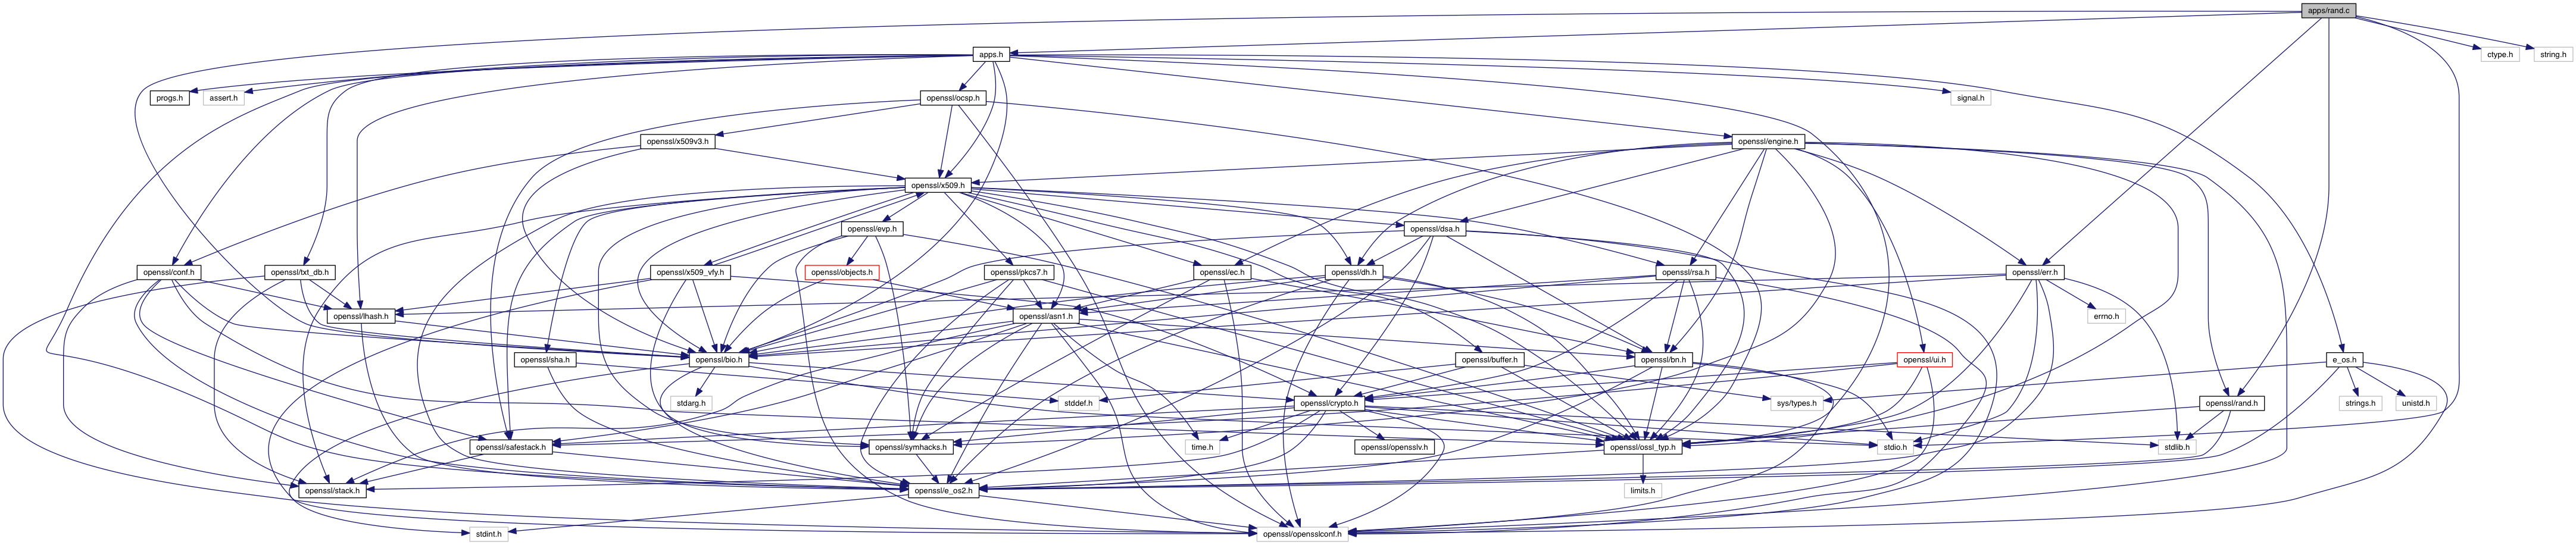 apps/rand.c
apps.h
ctype.h
string.h
progs.h
assert.h
openssl/ocsp.h
signal.h
openssl/x509v3.h
openssl/engine.h
openssl/x509.h
openssl/evp.h
openssl/dsa.h
openssl/conf.h
openssl/txt_db.h
openssl/x509_vfy.h
openssl/objects.h
openssl/pkcs7.h
openssl/ec.h
openssl/dh.h
openssl/rsa.h
openssl/err.h
openssl/lhash.h
openssl/asn1.h
errno.h
openssl/sha.h
openssl/bio.h
openssl/buffer.h
openssl/bn.h
openssl/ui.h
e_os.h
stdarg.h
stddef.h
openssl/crypto.h
sys/types.h
openssl/rand.h
strings.h
unistd.h
openssl/safestack.h
openssl/symhacks.h
time.h
openssl/opensslv.h
openssl/ossl_typ.h
stdio.h
stdlib.h
openssl/stack.h
openssl/e_os2.h
limits.h
stdint.h
openssl/opensslconf.h